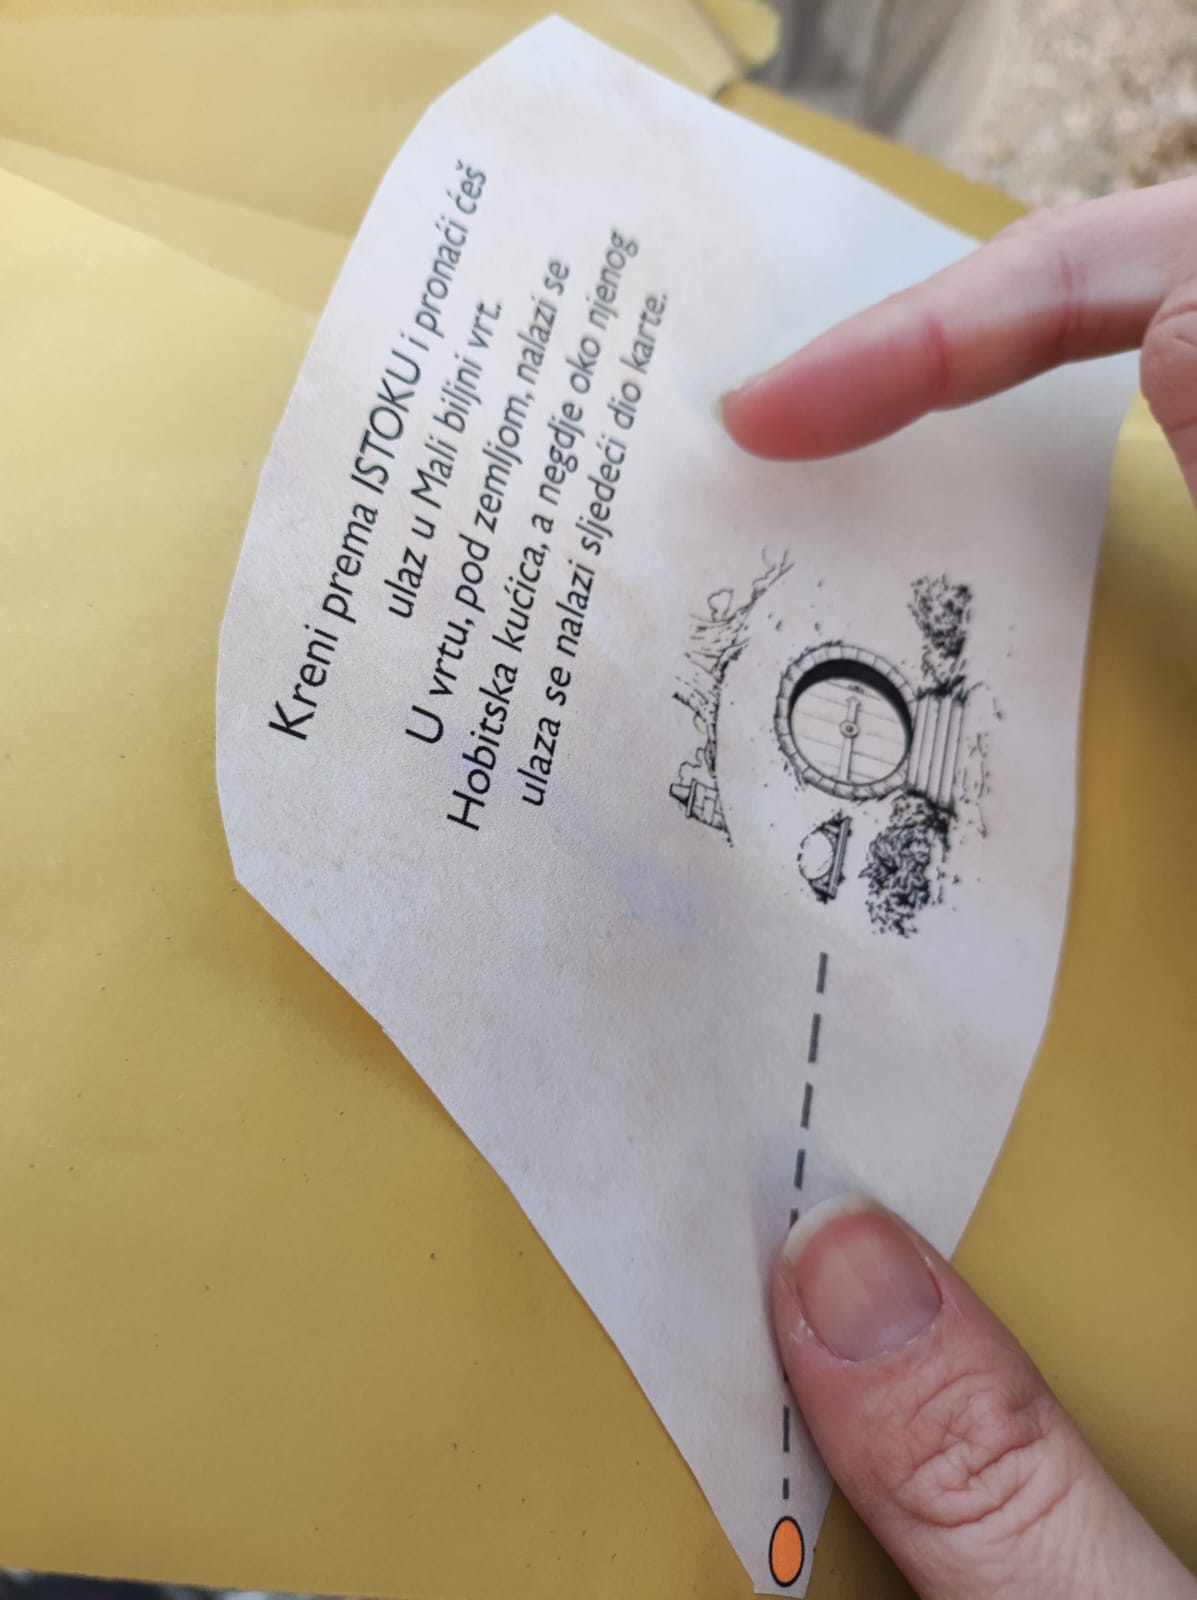 Kreni prema ISTOKU i pronaći ćeš
ulaz u Mali biljni vrt.
U vrtu, pod zemljom, nalazi se
Hobitska kućica, a negdje oko njenog
ulaza se nalazi sljedeći dio karte.